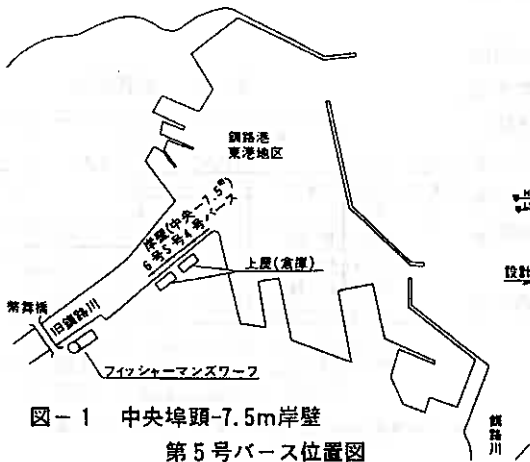 釧路港
東港地区
岸壁(中央-7.5m)
6号5号4号バース
上屋(倉庫)
幣舞橋
旧釧路川
フィッシャーマンズワーフ
設計
釧路川
図-1 中央埠頭-7.5m岸壁
第5号バース位置図